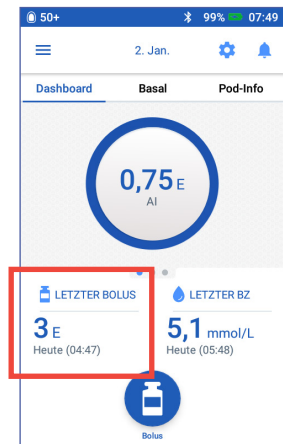 50+ 99% 07:49
2. Jan.
Dashboard Basal Pod-Info
0,75 E
AI
LETZTER BOLUS LETZTER BZ
3 E 5,1 mmol/L
Heute (04:47) Heute (05:48)
Bolus